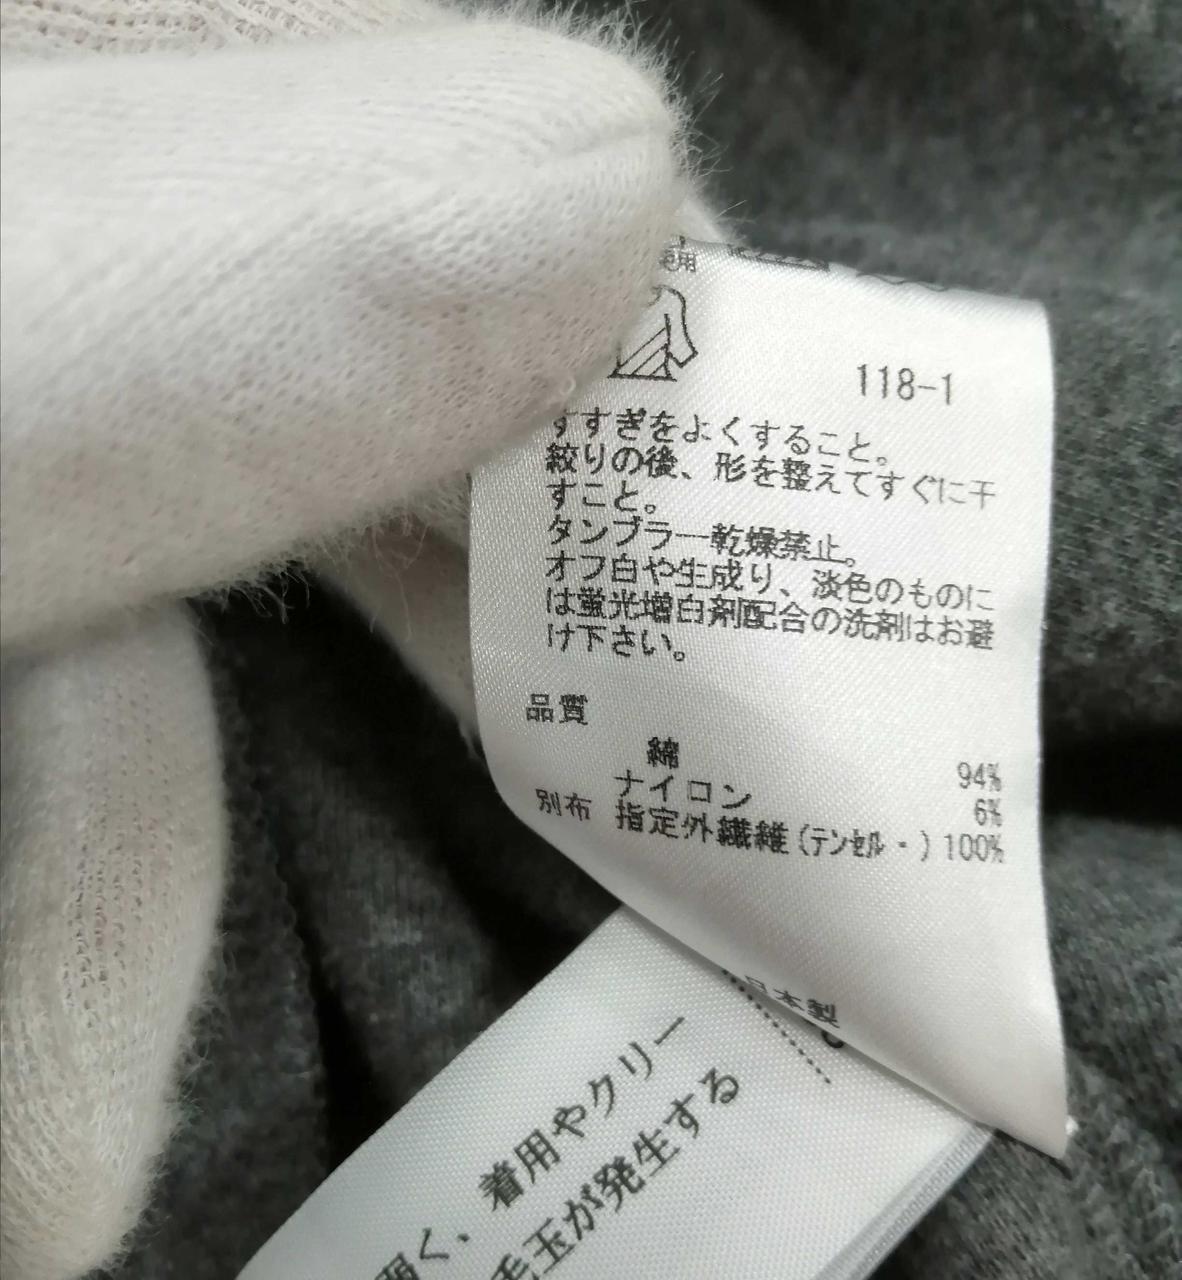 118-1
すすぎをよくすること。
絞りの後、形を整えてすぐに干
すこと。
タンブラー乾燥禁止。
オフ白や生成り、淡色のものに
は蛍光増白剤配合の洗剤はお避
け下さい。
品質
綿 94%
ナイロン 6%
別布 指定外繊維(テンセル・) 100%
日本製
着用やクリー
弱く、
毛玉が発生する